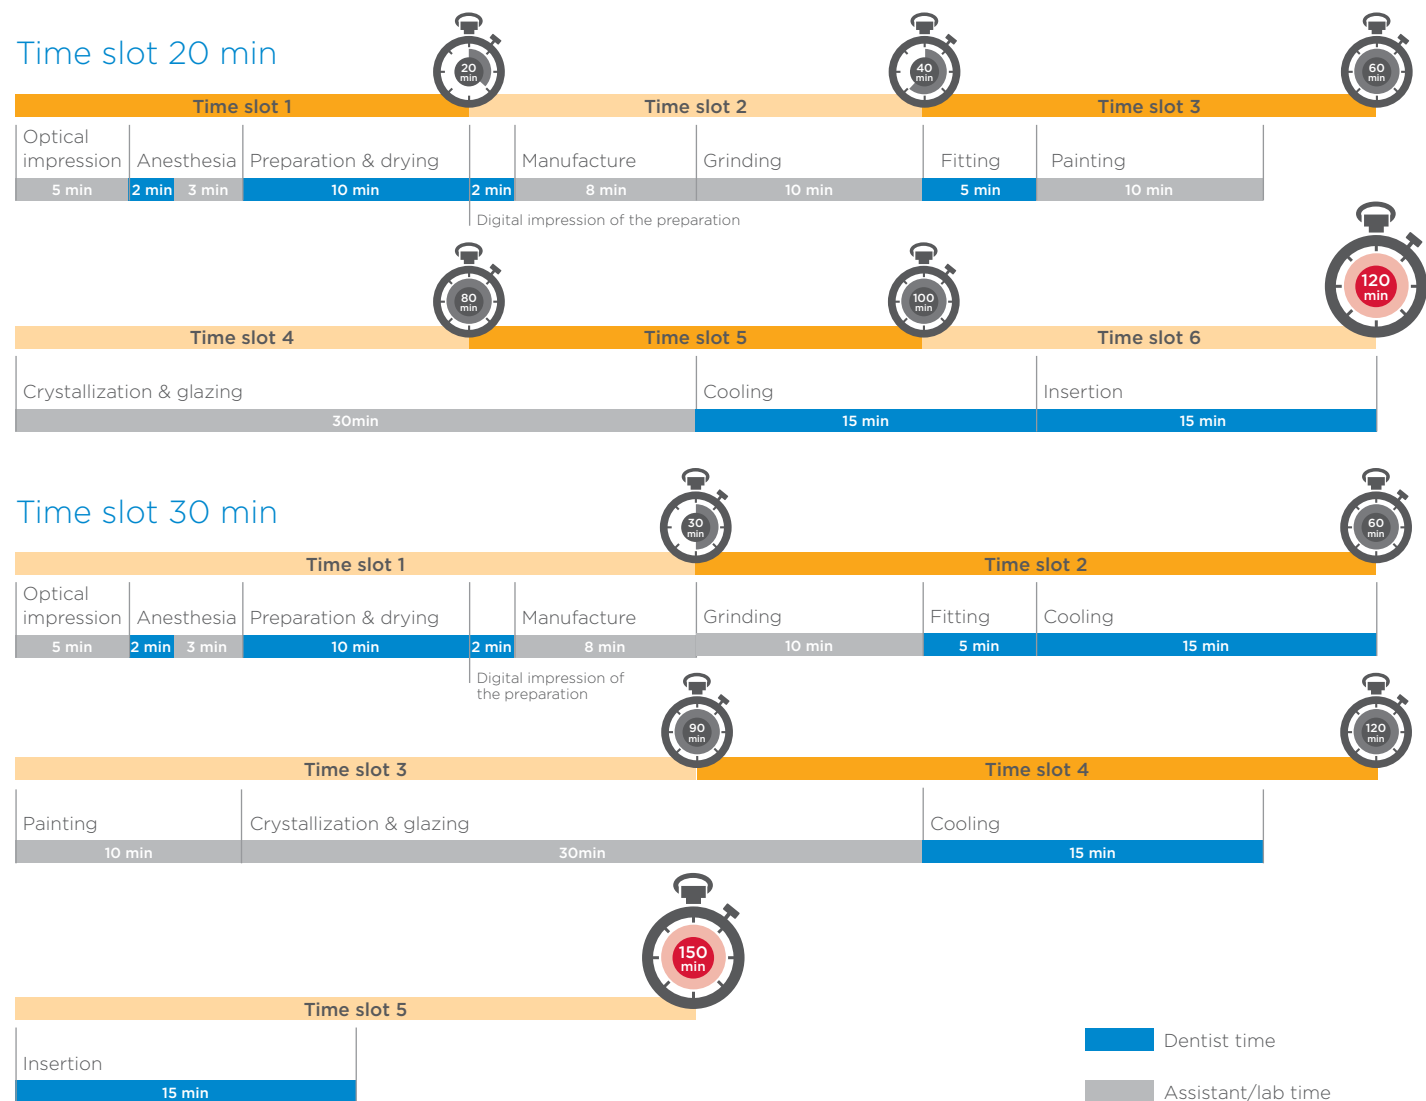 Time slot 20 min
20
min
40
min
60
min
Time slot 1
Time slot 2
Time slot 3
Optical
impression
Anesthesia
Preparation & drying
Manufacture
Grinding
Fitting
Painting
5 min
2 min
3 min
10 min
2 min
8 min
10 min
5 min
10 min
Digital impression of the preparation
80
min
100
min
120
min
Time slot 4
Time slot 5
Time slot 6
Crystallization & glazing
Cooling
Insertion
30min
15 min
15 min
Time slot 30 min
30
min
60
min
Time slot 1
Time slot 2
Optical
impression
Anesthesia
Preparation & drying
Manufacture
Grinding
Fitting
Cooling
5 min
2 min
3 min
10 min
2 min
8 min
10 min
5 min
15 min
Digital impression of
the preparation
90
min
120
min
Time slot 3
Time slot 4
Painting
Crystallization & glazing
Cooling
10 min
30min
15 min
150
min
Time slot 5
Insertion
15 min
Dentist time
Assistant/lab time